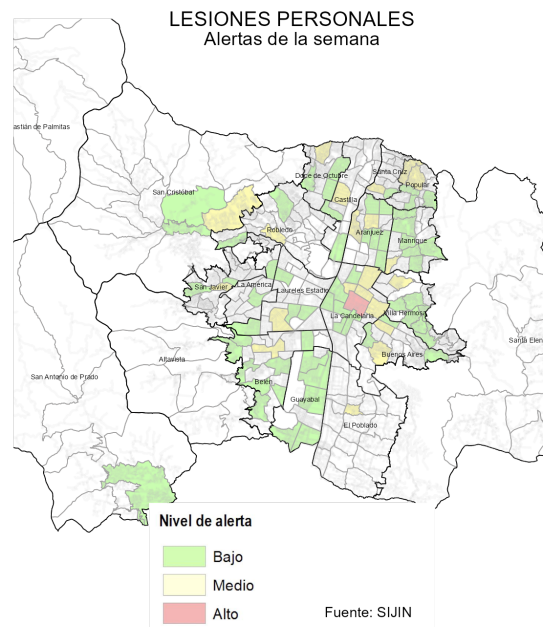 LESIONES PERSONALES
Alertas de la semana
astián de Palmitas
San Cristóbal
Doce de Octubre
Santa Cruz
Popular
Castilla
Robledo
Aranjuez
Manrique
San Javier
La América
Laureles Estadio
La Candelaria
Villa Hermosa
Santa Elen
Buenos Aires
Altavista
San Antonio de Prado
Belén
Guayabal
El Poblado
Nivel de alerta
Bajo
Medio
Alto
Fuente: SIJIN